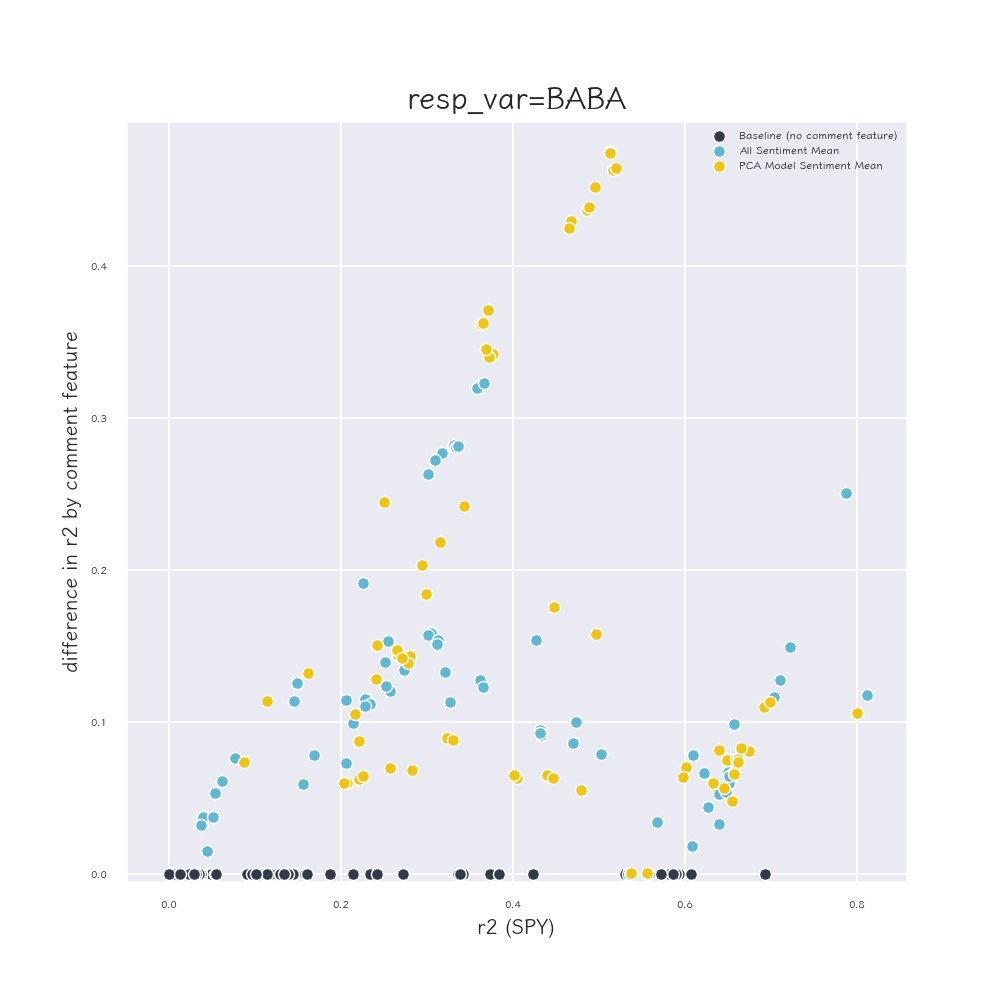 resp_var=BABA
Baseline (no comment feature)
All Sentiment Mean
PCA Model Sentiment Mean
difference in r2 by comment feature
0.4
0.3
0.2
0.1
0.0
0.0 0.2 0.4 0.6 0.8
r2 (SPY)